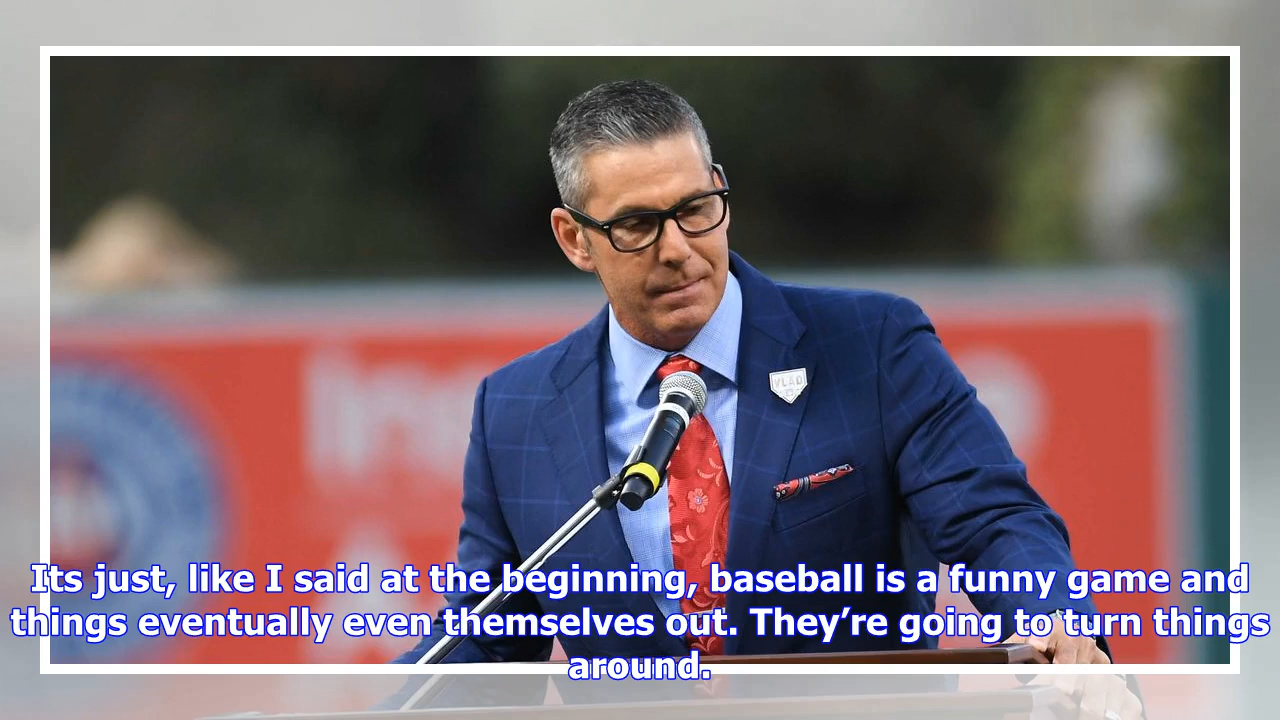 VLAD
Its just, like I said at the beginning, baseball is a funny game and
things eventually even themselves out. They’re going to turn things
around.